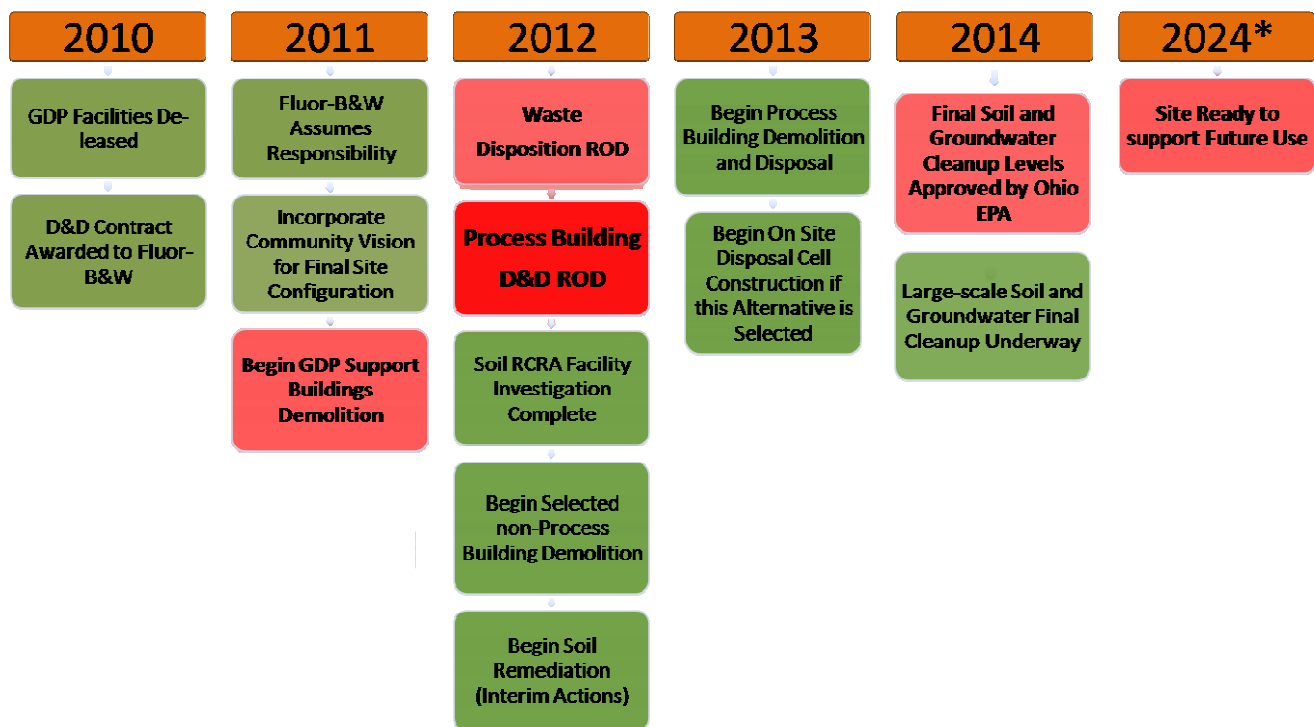 2010
GDP Facilities De-
leased
D&D Contract
Awarded to Fluor-
B&W
2011
Fluor-B&W
Assumes
Responsibility
Incorporate
Community Vision
for Final Site
Configuration
Begin GDP Support
Buildings
Demolition
2012
Waste
Disposition ROD
Process Building
D&D ROD
Soil RCRA Facility
Investigation
Complete
Begin Selected
non-Process
Building Demolition
Begin Soil
Remediation
(Interim Actions)
2013
Begin Process
Building Demolition
and Disposal
Begin On Site
Disposal Cell
Construction if
this Alternative is
Selected
2014
Final Soil and
Groundwater
Cleanup Levels
Approved by Ohio
EPA
Large-scale Soil and
Groundwater Final
Cleanup Underway
2024*
Site Ready to
support Future Use